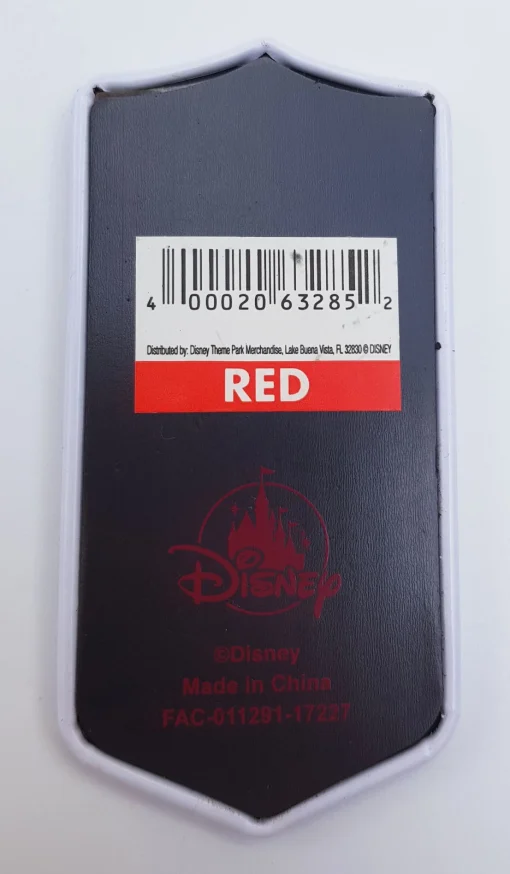 4 00020 63285 2
Distributed by: Disney Theme Park Merchandise, Lake Buena Vista, FL 32830 © DISNEY
RED
Disney
©Disney
Made in China
FAC-011291-17237